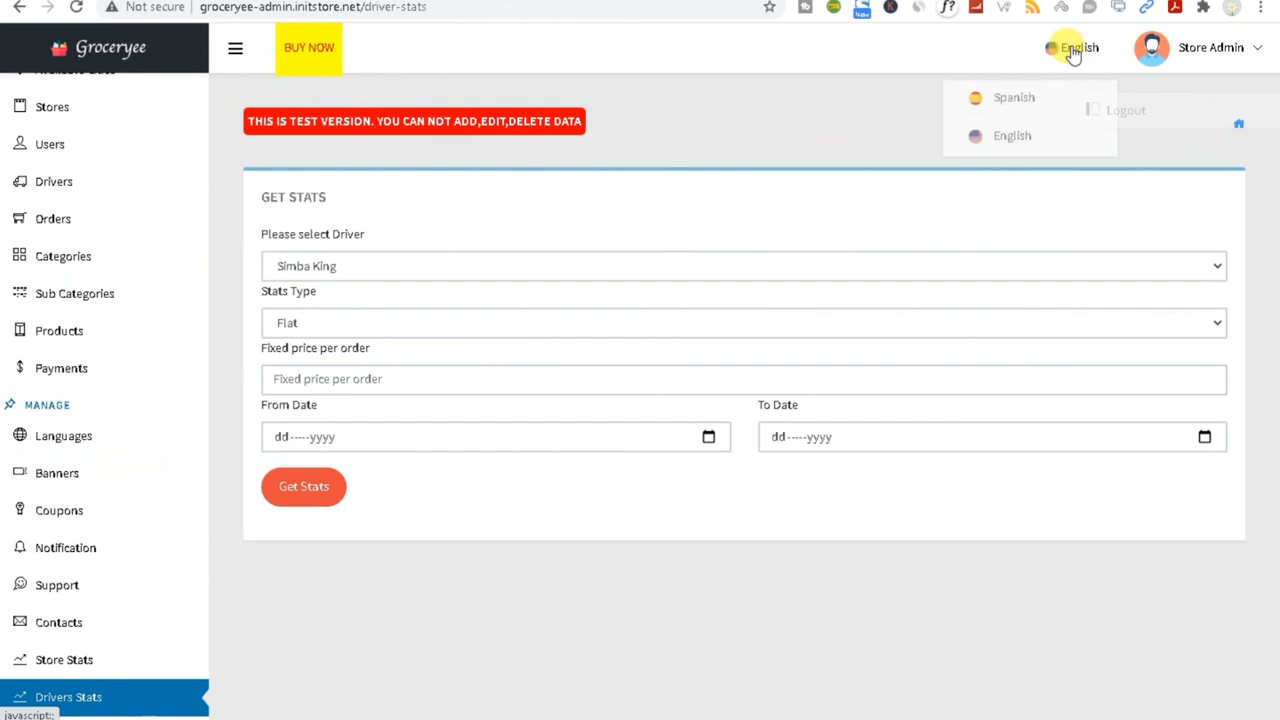 Not secure
groceryee-admin.initstore.net/driver-stats
Groceryee
BUY NOW
English
Store Admin
Spanish
English
Logout
Stores
Users
Drivers
Orders
Categories
Sub Categories
Products
Payments
MANAGE
Languages
Banners
Coupons
Notification
Support
Contacts
Store Stats
Drivers Stats
javascript:;
THIS IS TEST VERSION. YOU CAN NOT ADD,EDIT,DELETE DATA
GET STATS
Please select Driver
Simba King
Stats Type
Flat
Fixed price per order
Fixed price per order
From Date
To Date
dd-----yyyy
dd-----yyyy
Get Stats